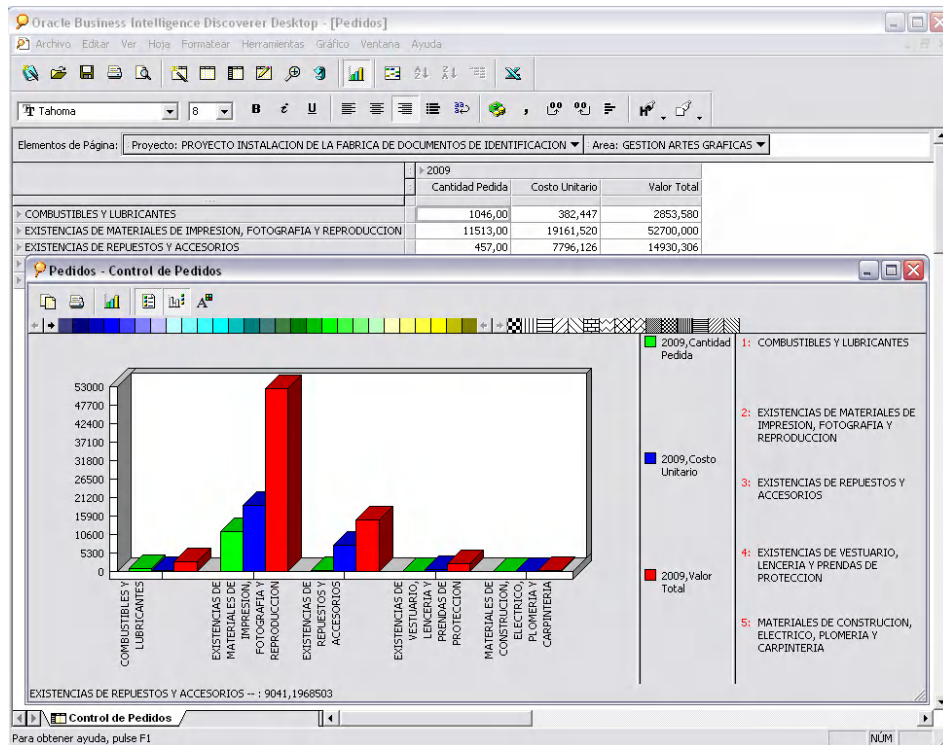 Oracle Business Intelligence Discoverer Desktop - [Pedidos]
Archivo Editar Ver Hoja Formatear Herramientas Gráfico Ventana Ayuda
Tahoma 8 B i U
Elementos de Página: Proyecto: PROYECTO INSTALACION DE LA FABRICA DE DOCUMENTOS DE IDENTIFICACION Area: GESTION ARTES GRAFICAS
2009
Cantidad Pedida Costo Unitario Valor Total
COMBUSTIBLES Y LUBRICANTES 1046,00 382,447 2853,580
EXISTENCIAS DE MATERIALES DE IMPRESION, FOTOGRAFIA Y REPRODUCCION 11513,00 19161,520 52700,000
EXISTENCIAS DE REPUESTOS Y ACCESORIOS 457,00 7796,126 14930,306
Pedidos - Control de Pedidos
53000
47700
42400
37100
31800
26500
21200
15900
10600
5300
0
COMBUSTIBLES Y
LUBRICANTES
EXISTENCIAS DE
MATERIALES DE
IMPRESION,
FOTOGRAFIA Y
REPRODUCCION
EXISTENCIAS DE
REPUESTOS Y
ACCESORIOS
EXISTENCIAS DE
VESTUARIO,
LENCERIA Y
PRENDAS DE
PROTECCION
MATERIALES DE
CONSTRUCION,
ELECTRICO,
PLOMERIA Y
CARPINTERIA
2009,Cantidad
Pedida
2009,Costo
Unitario
2009,Valor
Total
1: COMBUSTIBLES Y LUBRICANTES
2: EXISTENCIAS DE MATERIALES DE
IMPRESION, FOTOGRAFIA Y
REPRODUCCION
3: EXISTENCIAS DE REPUESTOS Y
ACCESORIOS
4: EXISTENCIAS DE VESTUARIO,
LENCERIA Y PRENDAS DE
PROTECCION
5: MATERIALES DE CONSTRUCION,
ELECTRICO, PLOMERIA Y
CARPINTERIA
EXISTENCIAS DE REPUESTOS Y ACCESORIOS -- : 9041,1968503
Control de Pedidos
Para obtener ayuda, pulse F1
NÚM